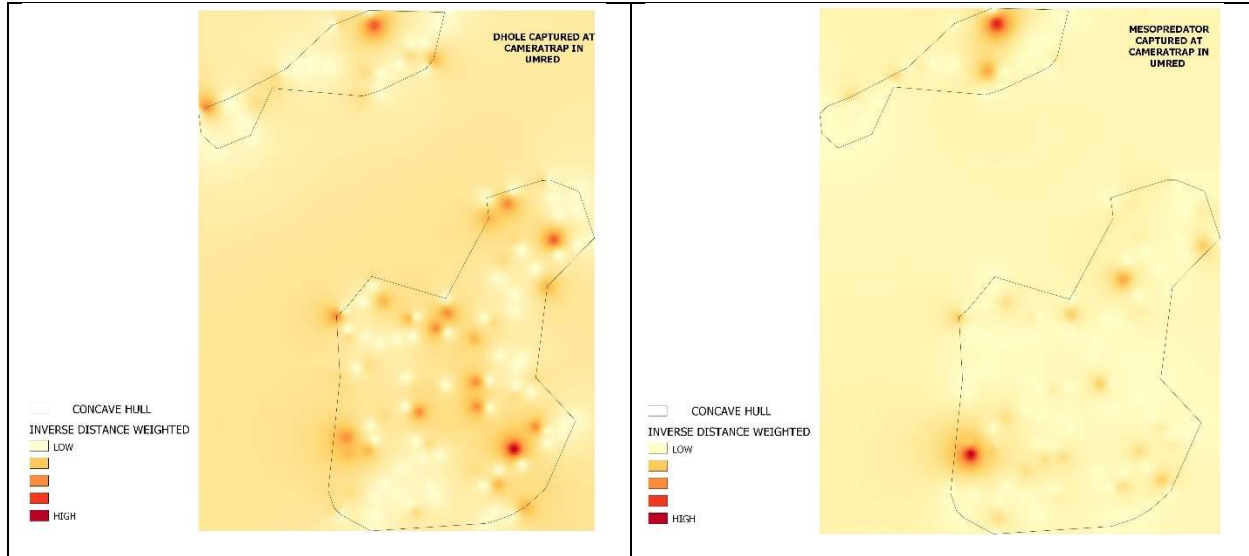 DHOLE CAPTURED AT
CAMERATRAP IN
UMRED
CONCAVE HULL
INVERSE DISTANCE WEIGHTED
LOW
HIGH
MESOPREDATOR
CAPTURED AT
CAMERATRAP IN
UMRED
CONCAVE HULL
INVERSE DISTANCE WEIGHTED
LOW
HIGH